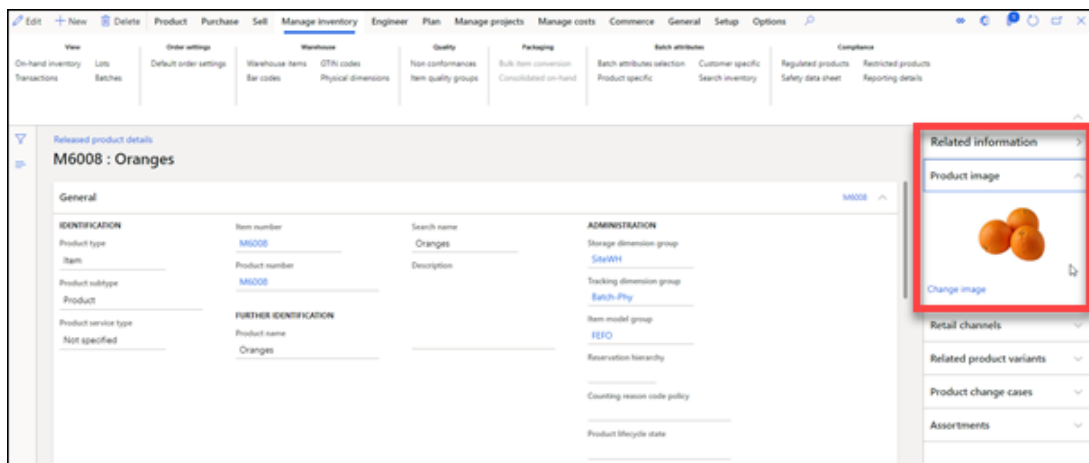 Edit New Delete Product Purchase Sell Manage inventory Engineer Plan Manage projects Manage costs Commerce General Setup Options
View Order settings Warehouse Quality Packaging Batch attributes Compliance
On-hand inventory Lots Default order settings Warehouse items GTIN codes Non conformances Bulk item conversion Batch attributes selection Customer specific Regulated products Restricted products
Transactions Batches Bar codes Physical dimensions Item quality groups Consolidated on-hand Product specific Search inventory Safety data sheet Reporting details
Released product details
M6008 : Oranges
General M6008
IDENTIFICATION
Product type
Item
Product subtype
Product
Product service type
Not specified
Item number
M6008
Product number
M6008
FURTHER IDENTIFICATION
Product name
Oranges
Search name
Oranges
Description
ADMINISTRATION
Storage dimension group
SiteWH
Tracking dimension group
Batch-Phy
Item model group
FEFO
Reservation hierarchy
Counting reason code policy
Product lifecycle state
Related information
Product image
Change image
Retail channels
Related product variants
Product change cases
Assortments